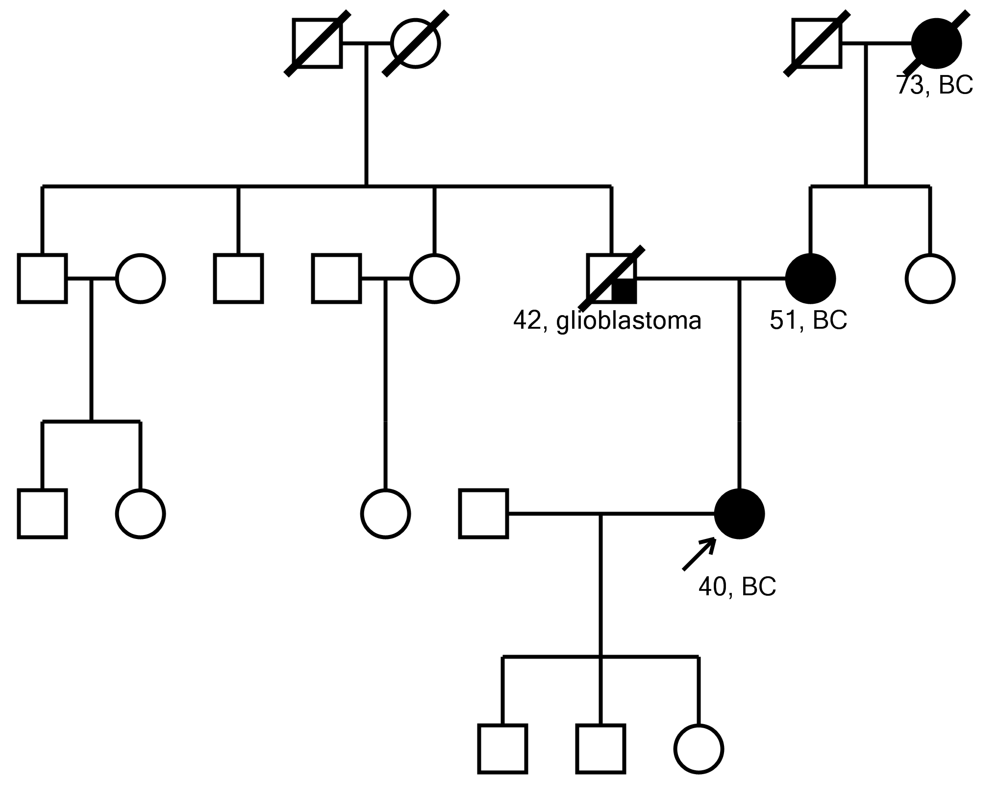 73, BC
42, glioblastoma
51, BC
40, BC